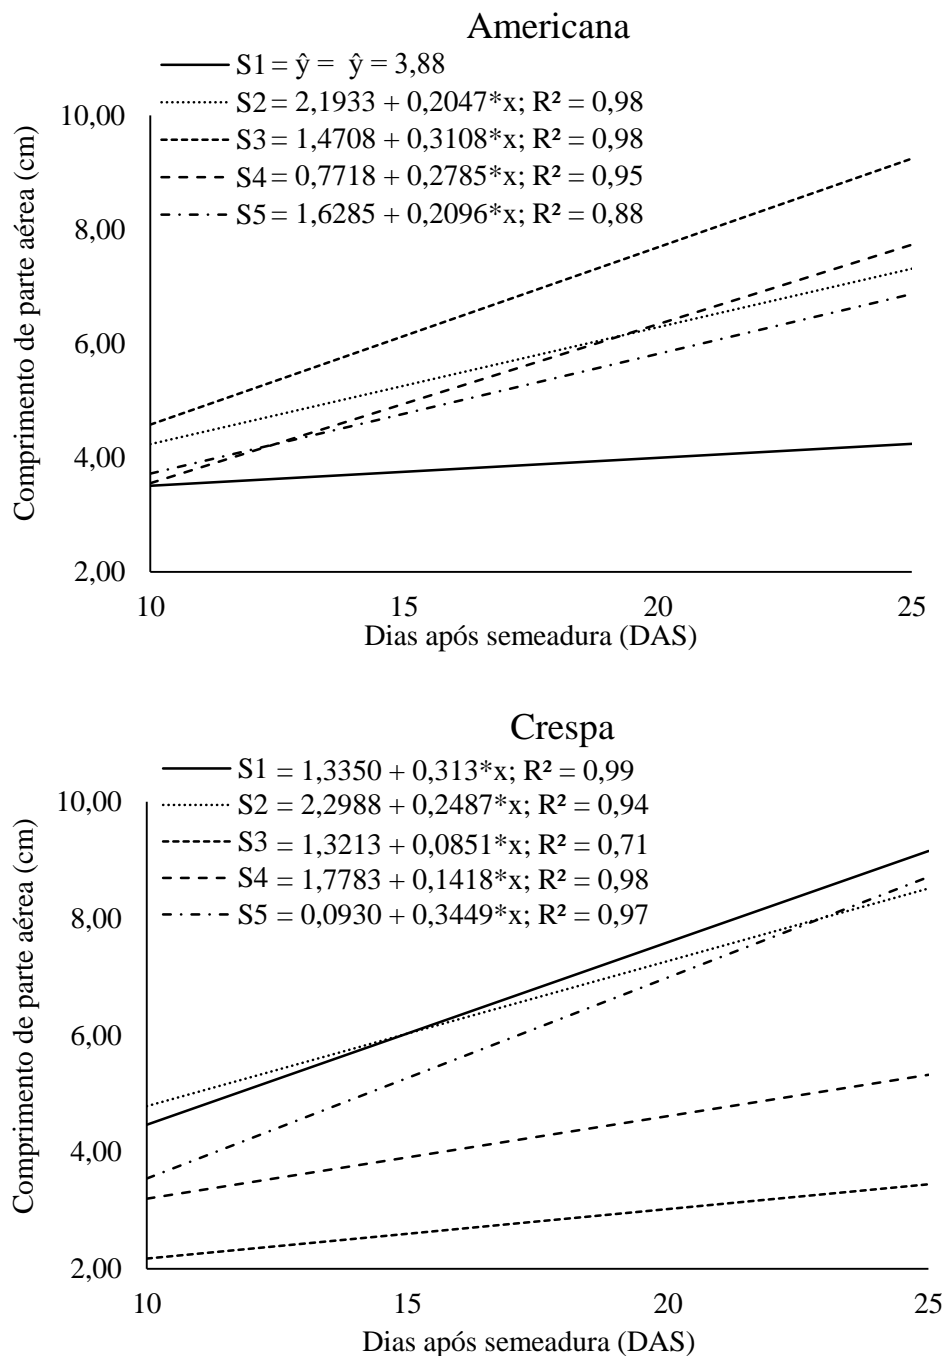 Americana
S1 = ŷ = ŷ = 3,88
S2 = 2,1933 + 0,2047*x; R² = 0,98
S3 = 1,4708 + 0,3108*x; R² = 0,98
S4 = 0,7718 + 0,2785*x; R² = 0,95
S5 = 1,6285 + 0,2096*x; R² = 0,88
Comprimento de parte aérea (cm)
10,00
8,00
6,00
4,00
2,00
10 15 20 25
Dias após semeadura (DAS)
Crespa
S1 = 1,3350 + 0,313*x; R² = 0,99
S2 = 2,2988 + 0,2487*x; R² = 0,94
S3 = 1,3213 + 0,0851*x; R² = 0,71
S4 = 1,7783 + 0,1418*x; R² = 0,98
S5 = 0,0930 + 0,3449*x; R² = 0,97
Comprimento de parte aérea (cm)
10,00
8,00
6,00
4,00
2,00
10 15 20 25
Dias após semeadura (DAS)